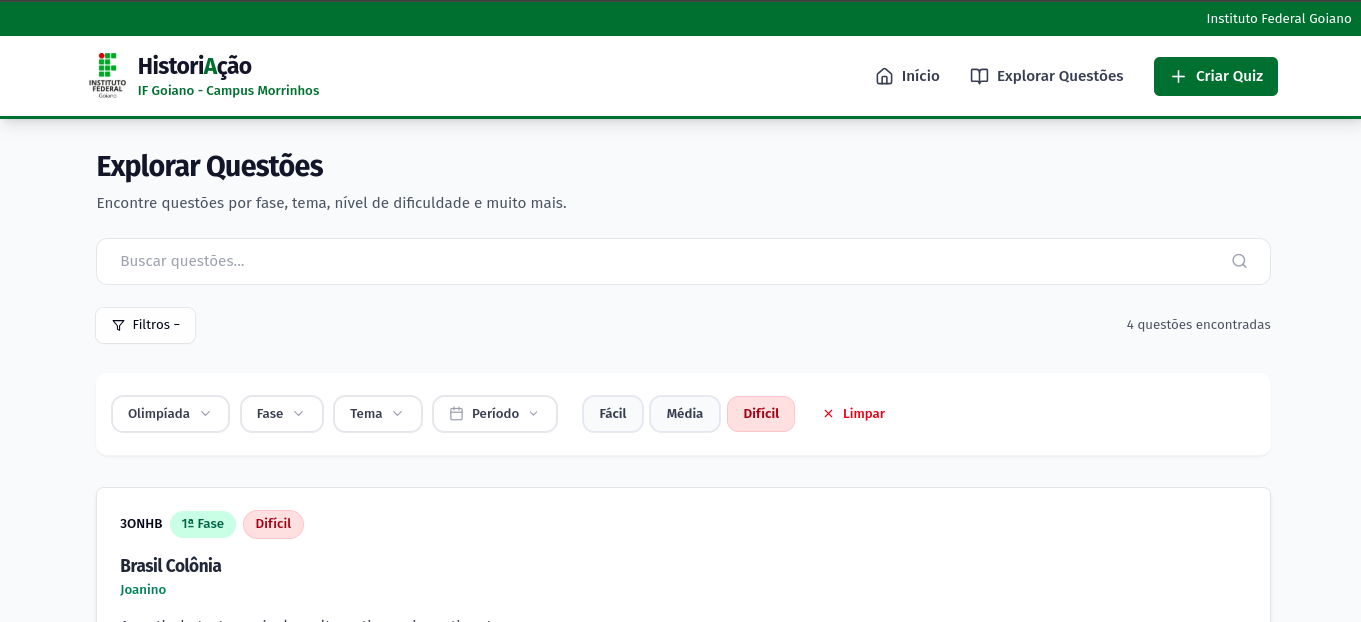 Instituto Federal Goiano
INSTITUTO
FEDERAL
Goiano
HistoriAção
IF Goiano - Campus Morrinhos
Início
Explorar Questões
Criar Quiz
Explorar Questões
Encontre questões por fase, tema, nível de dificuldade e muito mais.
Buscar questões...
Filtros −
4 questões encontradas
Olimpíada
Fase
Tema
Período
Fácil
Média
Difícil
Limpar
3ONHB 1ª Fase Difícil
Brasil Colônia
Joanino